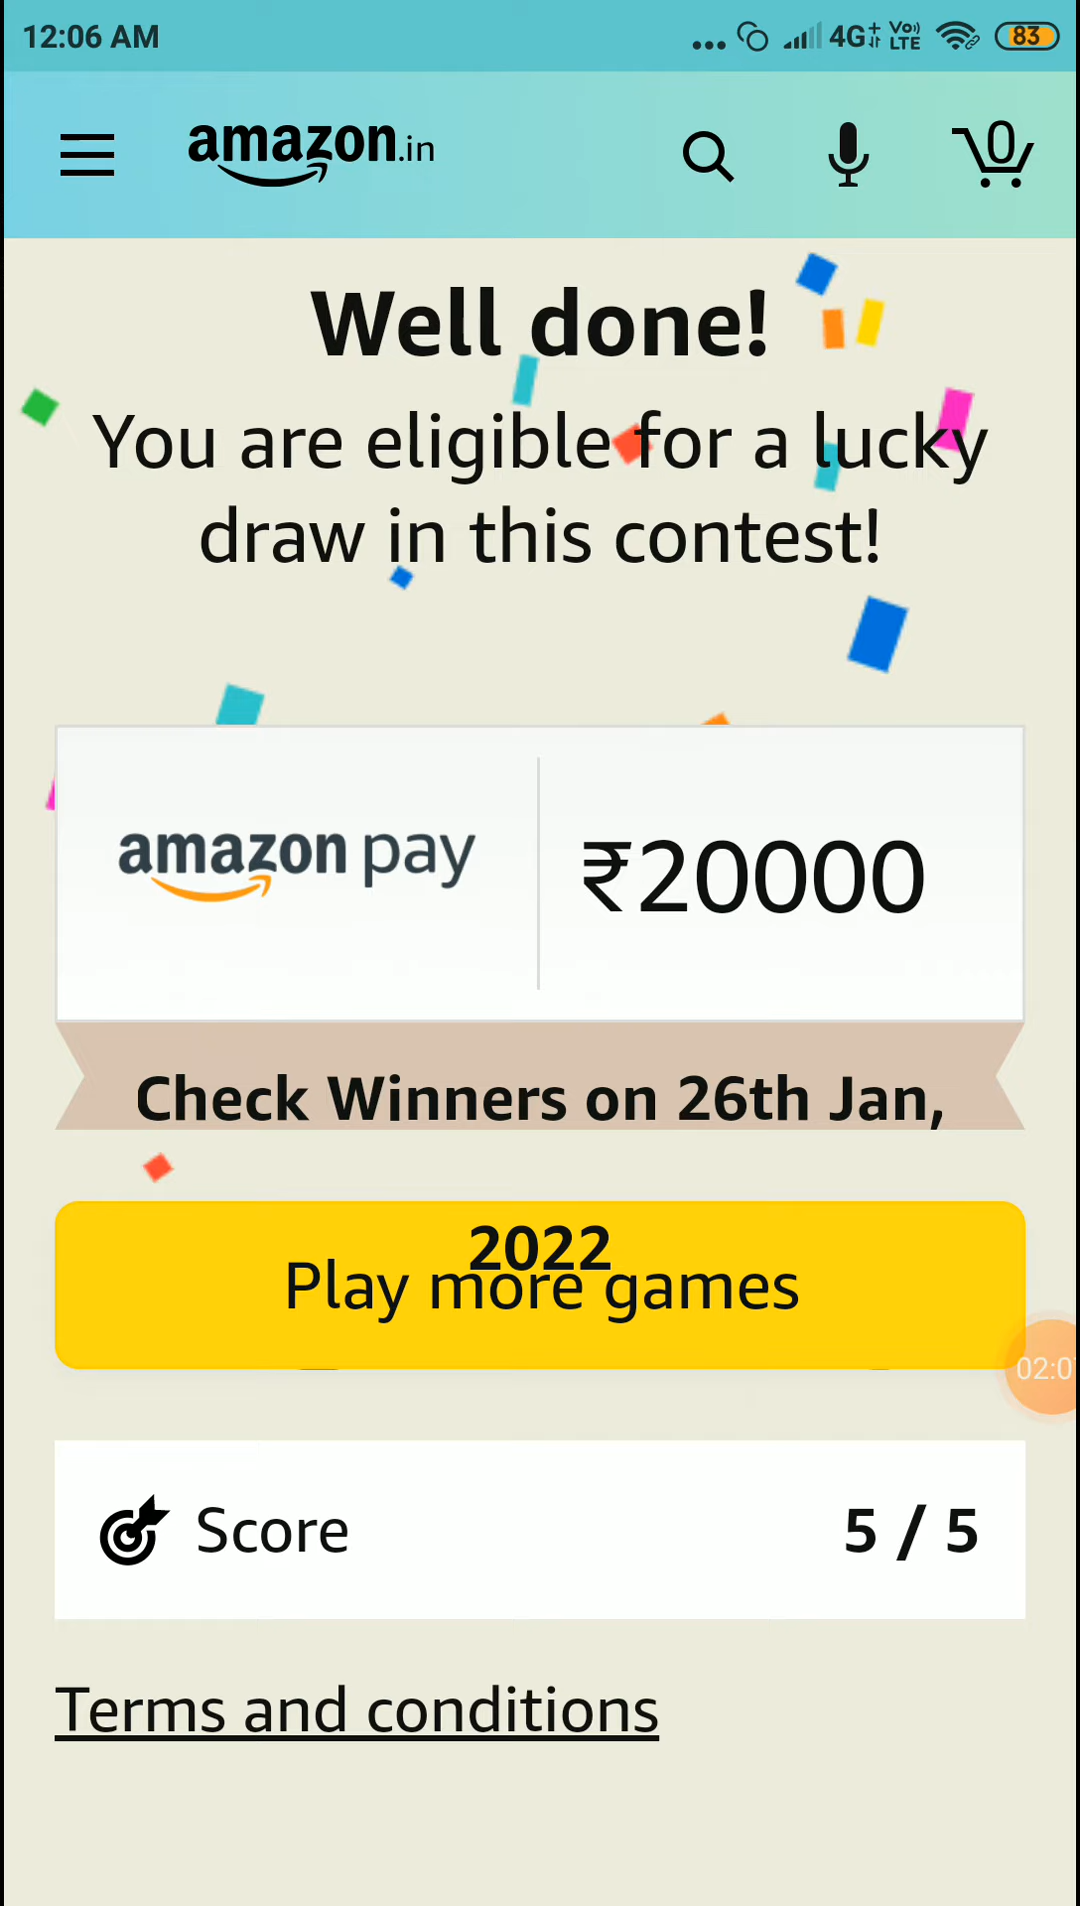 12:06 AM
4G+ Vo) LTE 83
amazon.in
0
Well done!
You are eligible for a lucky
draw in this contest!
amazon pay
₹20000
Check Winners on 26th Jan,
2022
Play more games
02:0
Score 5 / 5
Terms and conditions